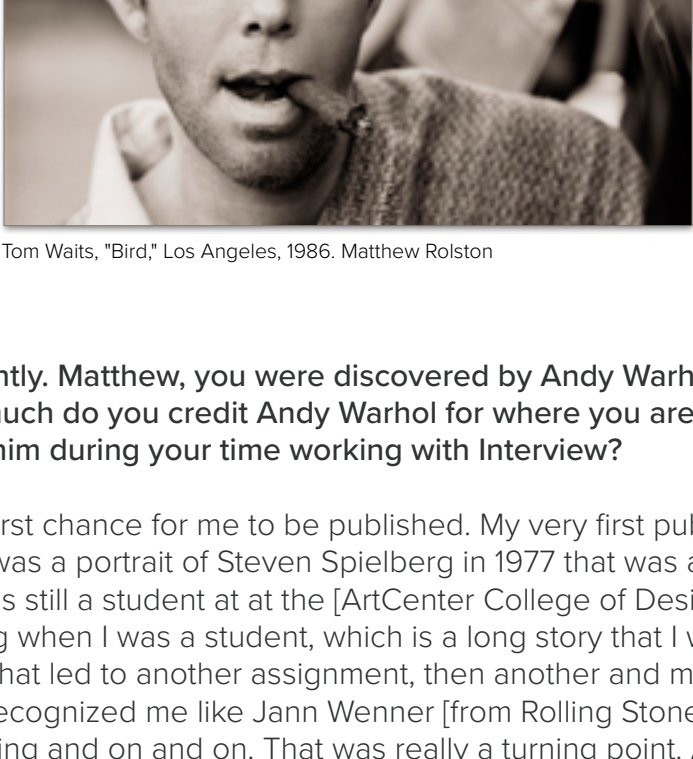 Tom Waits, "Bird," Los Angeles, 1986. Matthew Rolston
ntly. Matthew, you were discovered by Andy Warh
uch do you credit Andy Warhol for where you are
him during your time working with Interview?
rst chance for me to be published. My very first pub
was a portrait of Steven Spielberg in 1977 that was a
s still a student at at the [ArtCenter College of Desi
g when I was a student, which is a long story that I w
hat led to another assignment, then another and m
ecognized me like Jann Wenner [from Rolling Stone
ing and on and on. That was really a turning point.